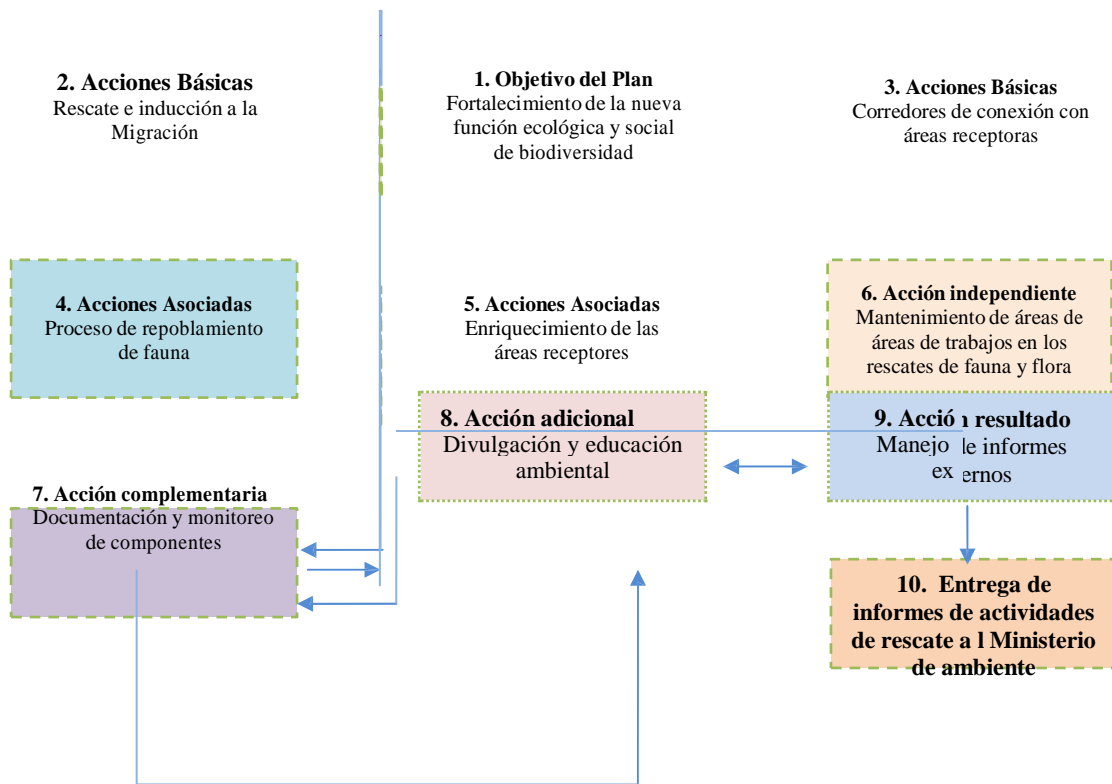 2. Acciones Básicas
Rescate e inducción a la
Migración
1. Objetivo del Plan
Fortalecimiento de la nueva
función ecológica y social
de biodiversidad
3. Acciones Básicas
Corredores de conexión con
áreas receptoras
4. Acciones Asociadas
Proceso de repoblamiento
de fauna
5. Acciones Asociadas
Enriquecimiento de las
áreas receptores
6. Acción independiente
Mantenimiento de áreas de
áreas de trabajos en los
rescates de fauna y flora
7. Acción complementaria
Documentación y monitoreo
de componentes
8. Acción adicional
Divulgación y educación
ambiental
9. Acción resultado
Manejo de informes
ex ernos
10. Entrega de
informes de actividades
de rescate a l Ministerio
de ambiente